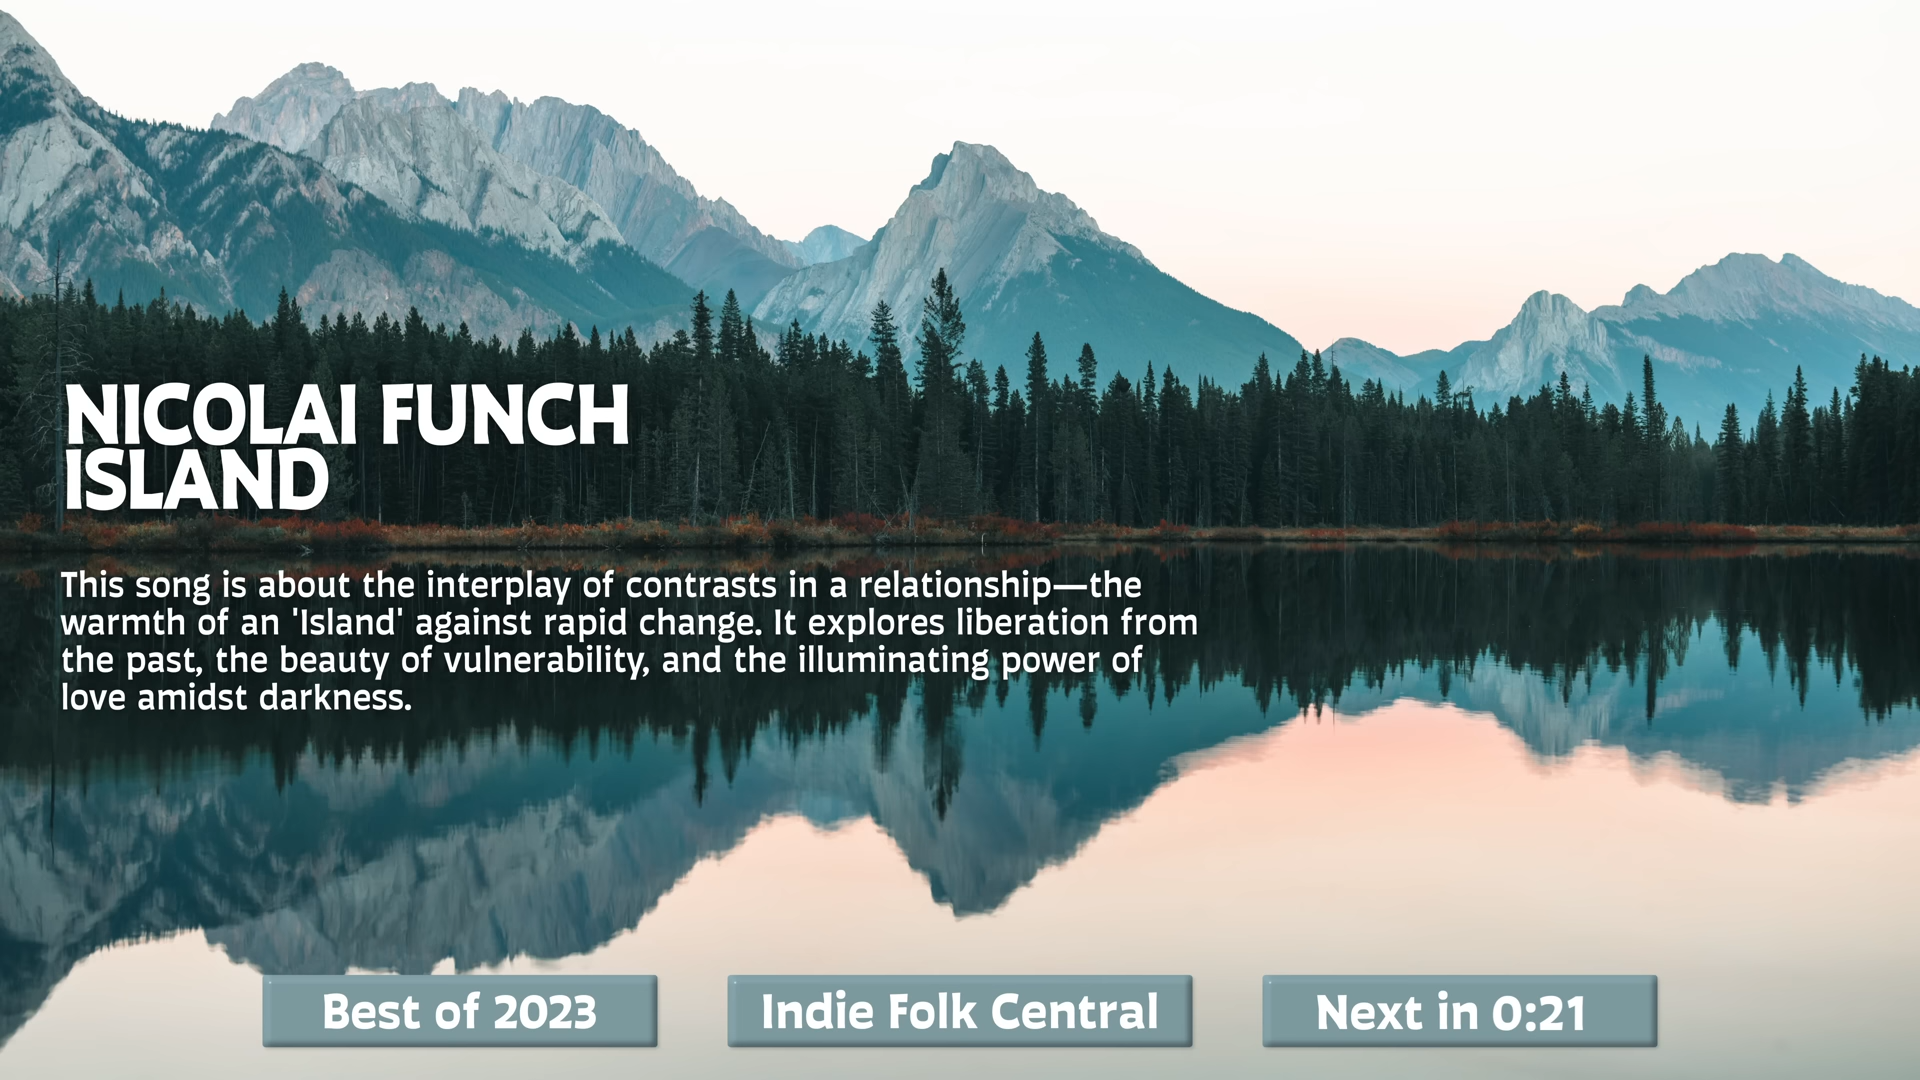 NICOLAI FUNCH
ISLAND
This song is about the interplay of contrasts in a relationship—the
warmth of an 'Island' against rapid change. It explores liberation from
the past, the beauty of vulnerability, and the illuminating power of
love amidst darkness.
Best of 2023
Indie Folk Central
Next in 0:21